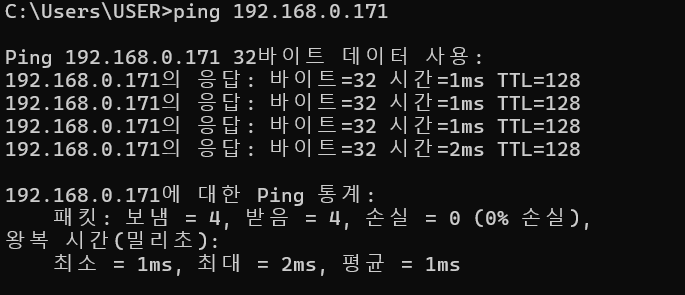 C:\Users\USER>ping 192.168.0.171
Ping 192.168.0.171 32바이트 데이터 사용:
192.168.0.171의 응답: 바이트=32 시간=1ms TTL=128
192.168.0.171의 응답: 바이트=32 시간=1ms TTL=128
192.168.0.171의 응답: 바이트=32 시간=1ms TTL=128
192.168.0.171의 응답: 바이트=32 시간=2ms TTL=128
192.168.0.171에 대한 Ping 통계:
패킷: 보냄 = 4, 받음 = 4, 손실 = 0 (0% 손실),
왕복 시간(밀리초):
최소 = 1ms, 최대 = 2ms, 평균 = 1ms